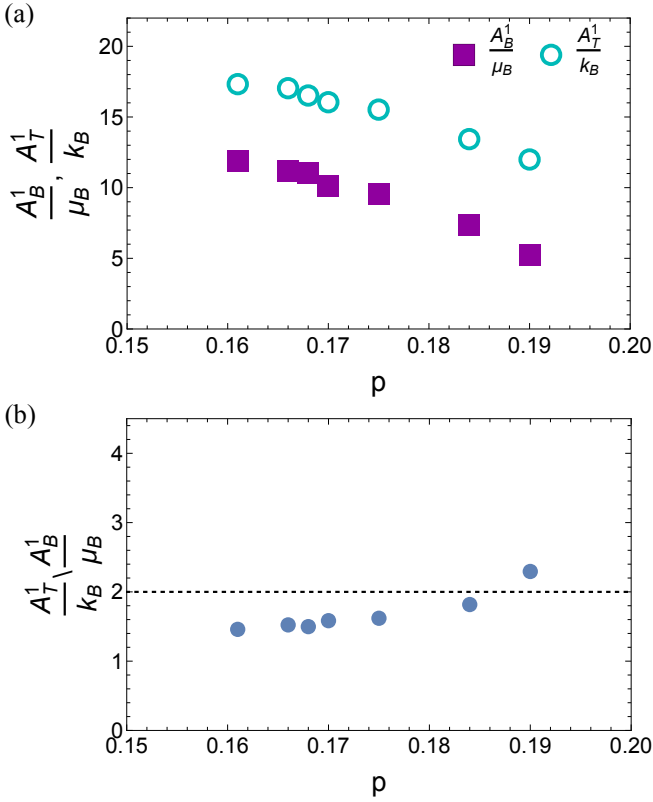 (a)
20
15
10
5
0
0.15 0.16 0.17 0.18 0.19 0.20
p
A_B^1/μ_B , A_T^1/k_B
A_B^1/μ_B A_T^1/k_B
(b)
4
3
2
1
0
0.15 0.16 0.17 0.18 0.19 0.20
p
A_T^1/k_B \ A_B^1/μ_B